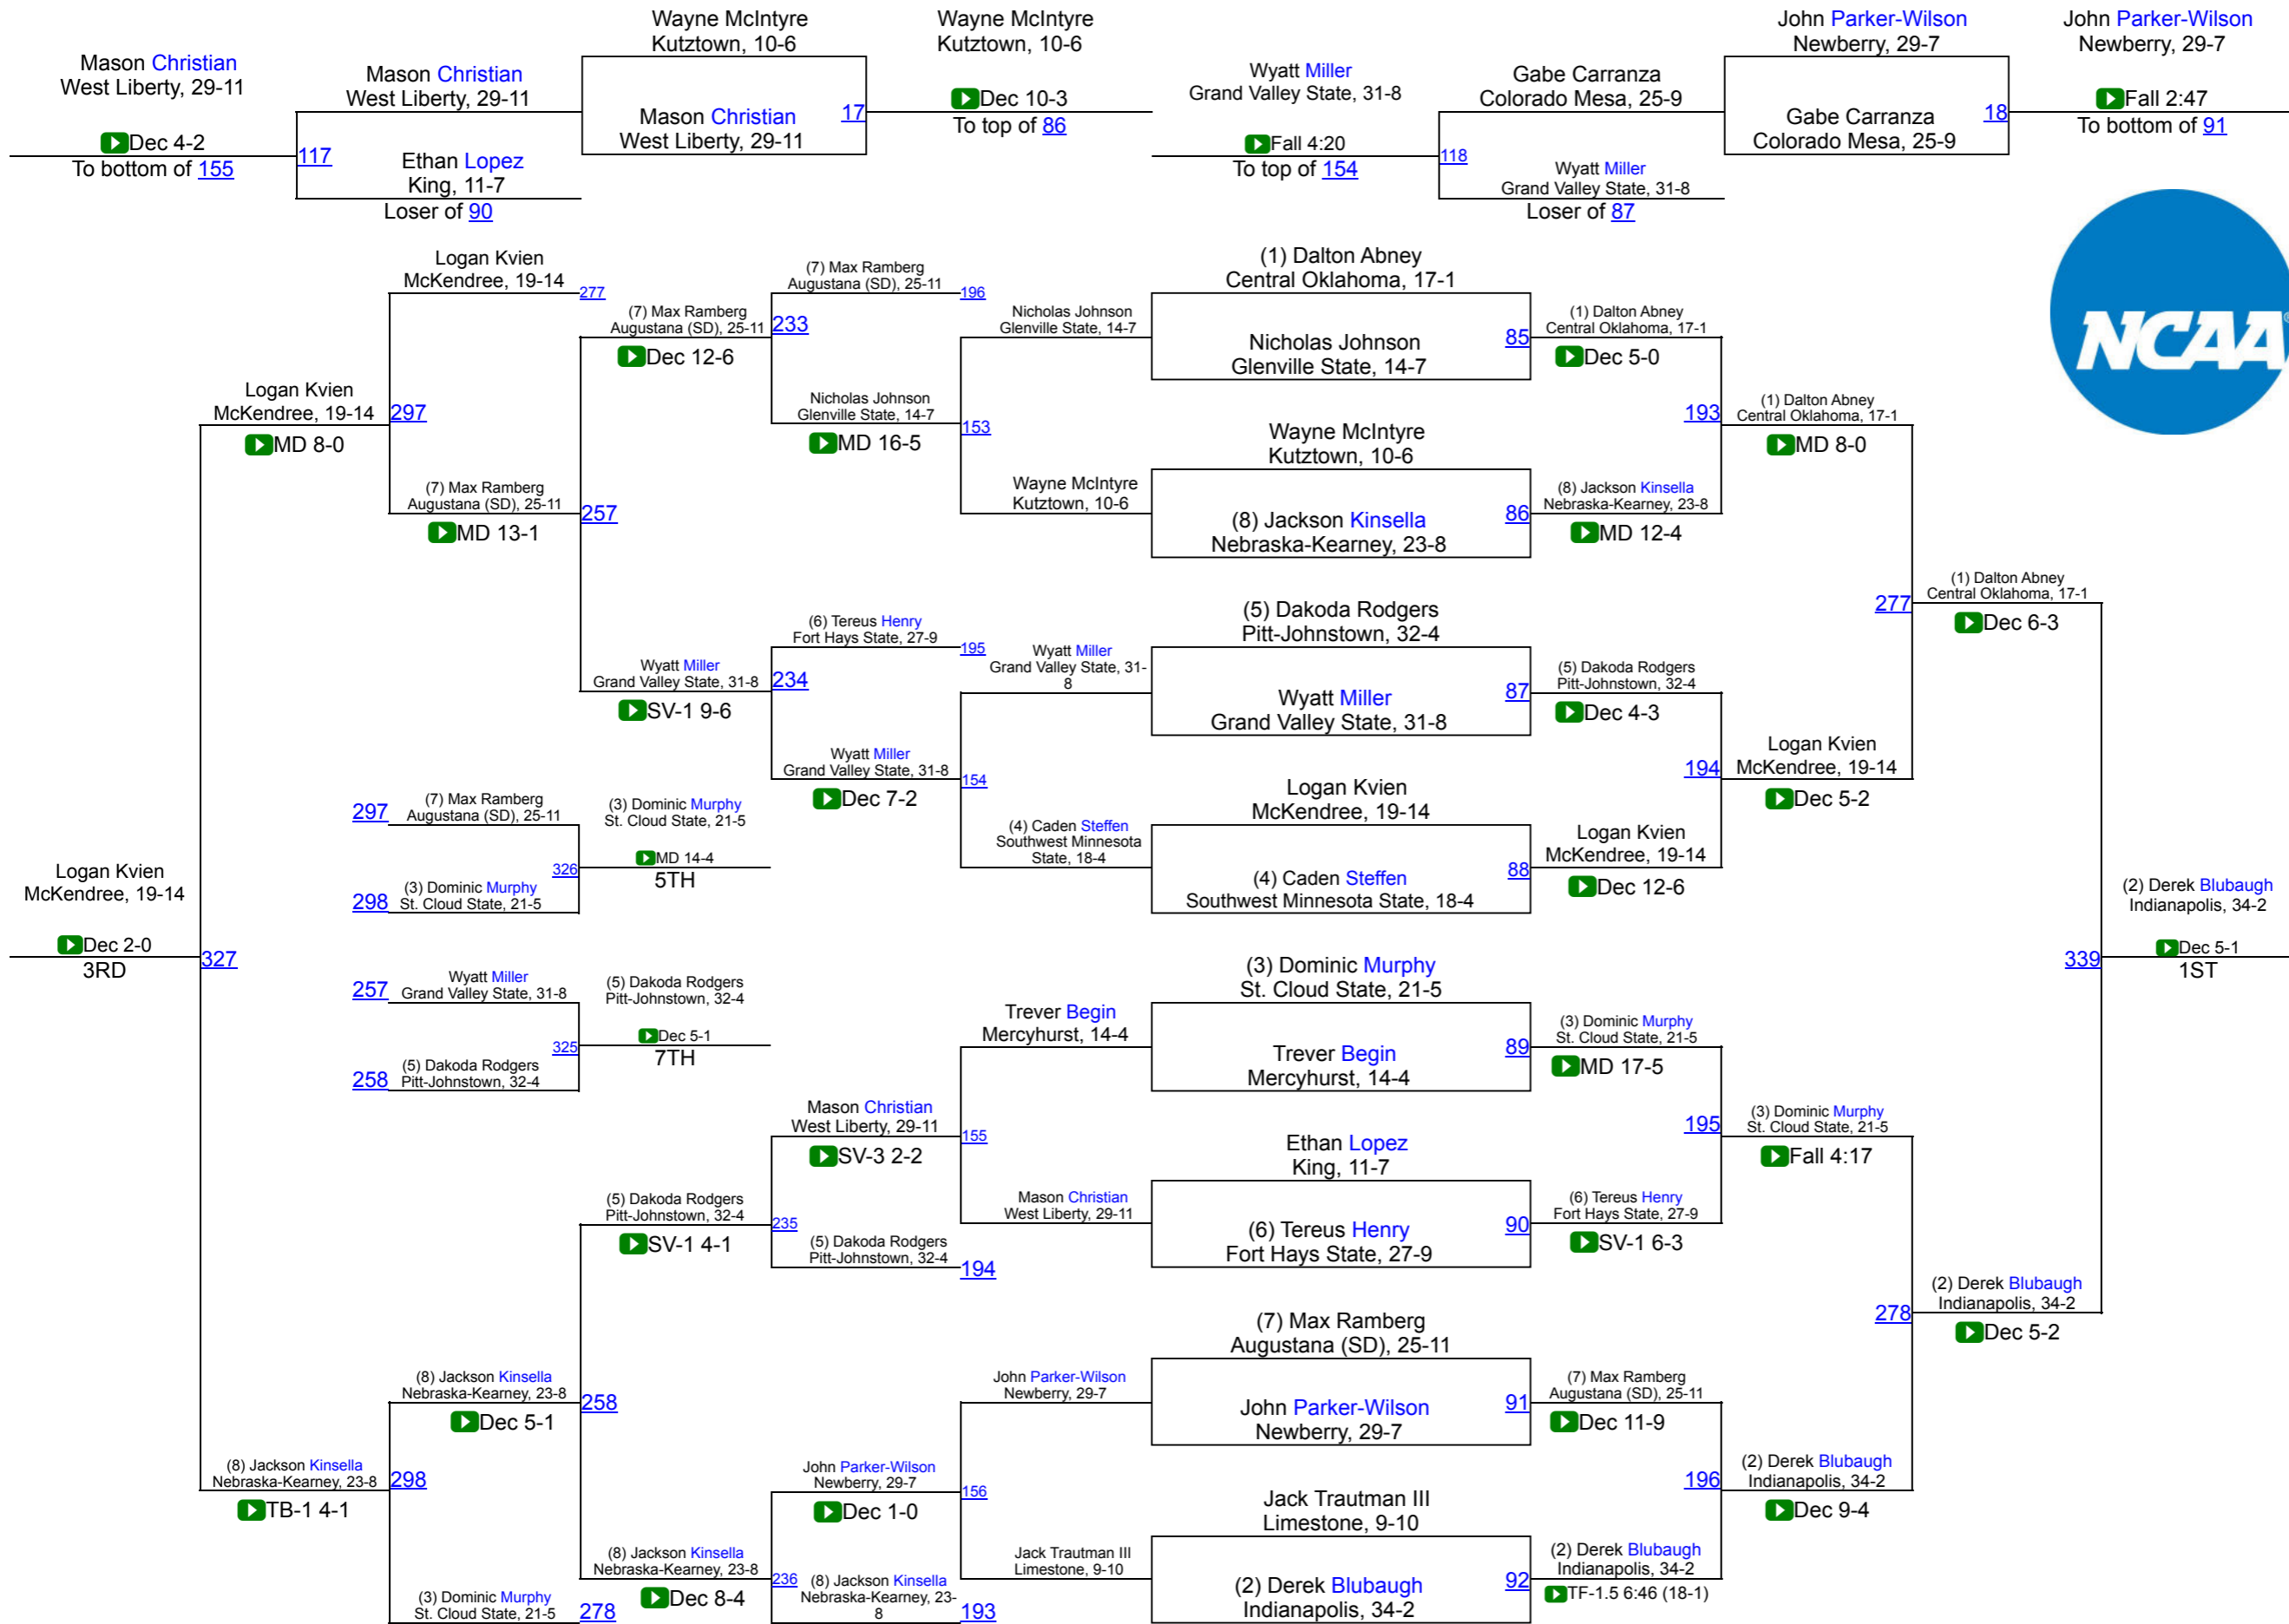 Wayne McIntyre
Kutztown, 10-6
Wayne McIntyre
Kutztown, 10-6
John Parker-Wilson
Newberry, 29-7
John Parker-Wilson
Newberry, 29-7
Mason Christian
West Liberty, 29-11
Mason Christian
West Liberty, 29-11
Wyatt Miller
Grand Valley State, 31-8
Gabe Carranza
Colorado Mesa, 25-9
Mason Christian
West Liberty, 29-11
17
Dec 10-3
To top of 86
Gabe Carranza
Colorado Mesa, 25-9
18
Fall 2:47
To bottom of 91
Dec 4-2
To bottom of 155
117
Ethan Lopez
King, 11-7
Loser of 90
Fall 4:20
To top of 154
118
Wyatt Miller
Grand Valley State, 31-8
Loser of 87
NCAA®
Logan Kvien
McKendree, 19-14
277
(7) Max Ramberg
Augustana (SD), 25-11
196
(1) Dalton Abney
Central Oklahoma, 17-1
(7) Max Ramberg
Augustana (SD), 25-11
233
Dec 12-6
Nicholas Johnson
Glenville State, 14-7
Nicholas Johnson
Glenville State, 14-7
85
(1) Dalton Abney
Central Oklahoma, 17-1
Dec 5-0
Logan Kvien
McKendree, 19-14
297
MD 8-0
Nicholas Johnson
Glenville State, 14-7
153
MD 16-5
Wayne McIntyre
Kutztown, 10-6
193
(1) Dalton Abney
Central Oklahoma, 17-1
MD 8-0
(7) Max Ramberg
Augustana (SD), 25-11
257
MD 13-1
Wayne McIntyre
Kutztown, 10-6
(8) Jackson Kinsella
Nebraska-Kearney, 23-8
86
(8) Jackson Kinsella
Nebraska-Kearney, 23-8
MD 12-4
277
(1) Dalton Abney
Central Oklahoma, 17-1
Dec 6-3
(6) Tereus Henry
Fort Hays State, 27-9
195
(5) Dakoda Rodgers
Pitt-Johnstown, 32-4
Wyatt Miller
Grand Valley State, 31-8
234
SV-1 9-6
Wyatt Miller
Grand Valley State, 31-
8
Wyatt Miller
Grand Valley State, 31-8
87
(5) Dakoda Rodgers
Pitt-Johnstown, 32-4
Dec 4-3
Wyatt Miller
Grand Valley State, 31-8
154
Dec 7-2
Logan Kvien
McKendree, 19-14
194
Logan Kvien
McKendree, 19-14
Dec 5-2
297
(7) Max Ramberg
Augustana (SD), 25-11
(3) Dominic Murphy
St. Cloud State, 21-5
326
MD 14-4
5TH
298
(3) Dominic Murphy
St. Cloud State, 21-5
(4) Caden Steffen
Southwest Minnesota
State, 18-4
(4) Caden Steffen
Southwest Minnesota State, 18-4
88
Logan Kvien
McKendree, 19-14
Dec 12-6
Logan Kvien
McKendree, 19-14
Dec 2-0
3RD
327
(2) Derek Blubaugh
Indianapolis, 34-2
339
Dec 5-1
1ST
257
Wyatt Miller
Grand Valley State, 31-8
(5) Dakoda Rodgers
Pitt-Johnstown, 32-4
325
Dec 5-1
7TH
258
(5) Dakoda Rodgers
Pitt-Johnstown, 32-4
(3) Dominic Murphy
St. Cloud State, 21-5
Trever Begin
Mercyhurst, 14-4
Trever Begin
Mercyhurst, 14-4
89
(3) Dominic Murphy
St. Cloud State, 21-5
MD 17-5
Mason Christian
West Liberty, 29-11
155
SV-3 2-2
Ethan Lopez
King, 11-7
195
(3) Dominic Murphy
St. Cloud State, 21-5
Fall 4:17
(5) Dakoda Rodgers
Pitt-Johnstown, 32-4
235
SV-1 4-1
Mason Christian
West Liberty, 29-11
(6) Tereus Henry
Fort Hays State, 27-9
90
(6) Tereus Henry
Fort Hays State, 27-9
SV-1 6-3
(5) Dakoda Rodgers
Pitt-Johnstown, 32-4
194
278
(2) Derek Blubaugh
Indianapolis, 34-2
Dec 5-2
(7) Max Ramberg
Augustana (SD), 25-11
(8) Jackson Kinsella
Nebraska-Kearney, 23-8
258
Dec 5-1
John Parker-Wilson
Newberry, 29-7
John Parker-Wilson
Newberry, 29-7
91
(7) Max Ramberg
Augustana (SD), 25-11
Dec 11-9
(8) Jackson Kinsella
Nebraska-Kearney, 23-8
298
TB-1 4-1
John Parker-Wilson
Newberry, 29-7
156
Dec 1-0
Jack Trautman III
Limestone, 9-10
196
(2) Derek Blubaugh
Indianapolis, 34-2
Dec 9-4
(8) Jackson Kinsella
Nebraska-Kearney, 23-8
236
Dec 8-4
Jack Trautman III
Limestone, 9-10
(2) Derek Blubaugh
Indianapolis, 34-2
92
(2) Derek Blubaugh
Indianapolis, 34-2
TF-1.5 6:46 (18-1)
(3) Dominic Murphy
St. Cloud State, 21-5
278
(8) Jackson Kinsella
Nebraska-Kearney, 23-
8
193